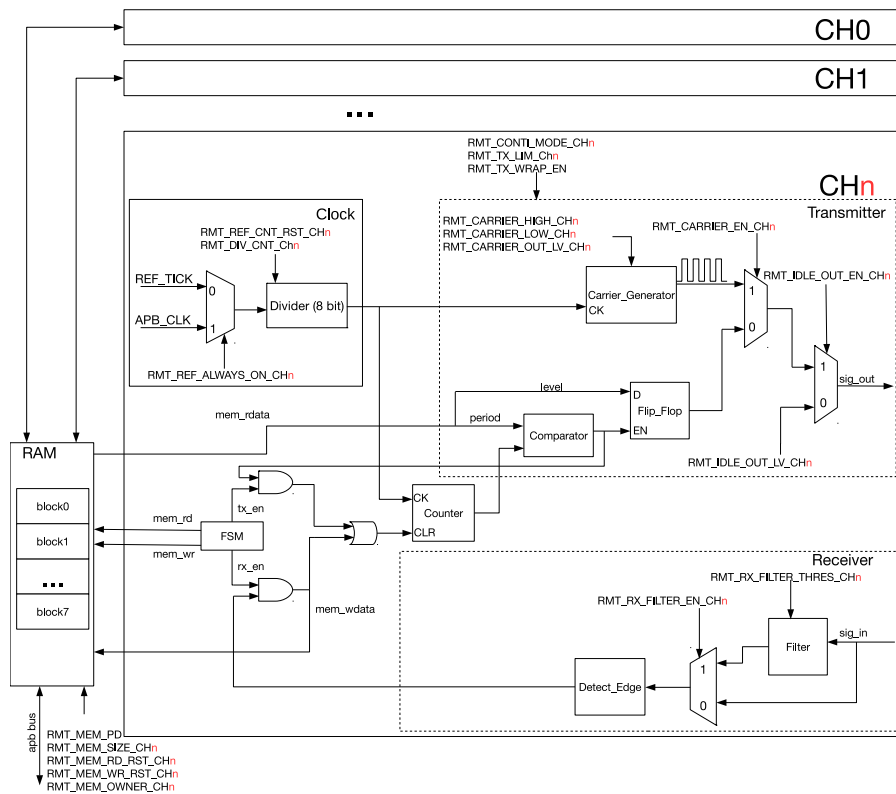 CH0
CH1
...
RMT_CONTI_MODE_CHn
RMT_TX_LIM_Chn
RMT_TX_WRAP_EN
CHn
Clock
Transmitter
RMT_REF_CNT_RST_CHn
RMT_DIV_CNT_Chn
RMT_CARRIER_HIGH_CHn
RMT_CARRIER_LOW_CHn
RMT_CARRIER_OUT_LV_CHn
RMT_CARRIER_EN_CHn
RMT_IDLE_OUT_EN_CHn
REF_TICK
0
Divider (8 bit)
APB_CLK
1
Carrier_Generator
CK
1
0
RMT_REF_ALWAYS_ON_CHn
1
0
sig_out
level
mem_rdata
period
D
Flip_Flop
EN
Comparator
RMT_IDLE_OUT_LV_CHn
RAM
block0
block1
...
block7
mem_rd
mem_wr
tx_en
FSM
rx_en
CK
Counter
CLR
mem_wdata
Receiver
RMT_RX_FILTER_THRES_CHn
RMT_RX_FILTER_EN_CHn
sig_in
Filter
1
0
Detect_Edge
apb bus
RMT_MEM_PD
RMT_MEM_SIZE_CHn
RMT_MEM_RD_RST_CHn
RMT_MEM_WR_RST_CHn
RMT_MEM_OWNER_CHn